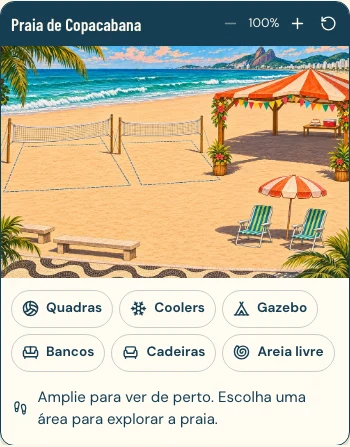 Praia de Copacabana
100%
Quadras
Coolers
Gazebo
Bancos
Cadeiras
Areia livre
Amplie para ver de perto. Escolha uma
área para explorar a praia.